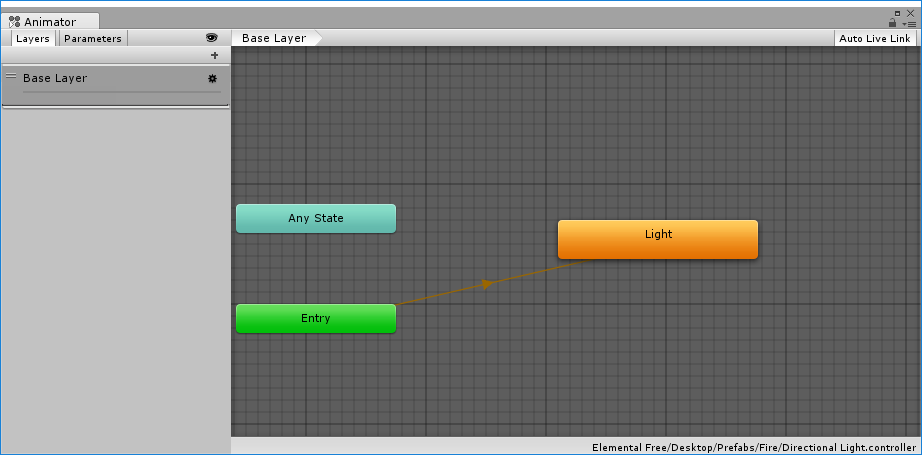 Animator
Layers Parameters
Base Layer
Auto Live Link
Base Layer
Any State
Light
Entry
Elemental Free/Desktop/Prefabs/Fire/Directional Light.controller